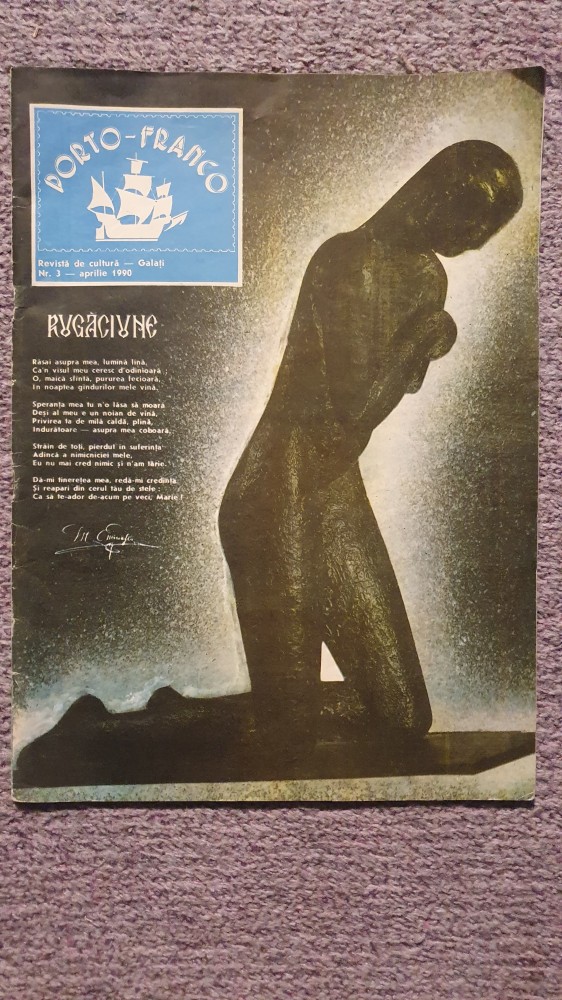 PORTO-FRANCO
Revistă de cultură — Galați
Nr. 3 — aprilie 1990
RUGĂCIUNE
Răsai asupra mea, lumină lină,
Ca'n visul meu ceresc d'odinioară
O, maică sfîntă, pururea fecioară,
In noaptea gîndurilor mele vină,
Speranța mea tu n'o lăsa să moară
Deși al meu e un noian de vină,
Privirea ta de milă caldă, plină,
Indurătoare — asupra mea coboară,
Străin de toți, pierdut in suferința
Adîncă a nimicniciei mele,
Eu nu mai cred nimic și n'am tărie.
Dă-mi tinerețea mea, redă-mi credința
Și reapari din cerul tău de stele :
Ca să te-ador de-acum pe veci, Marie !
M. Eminescu